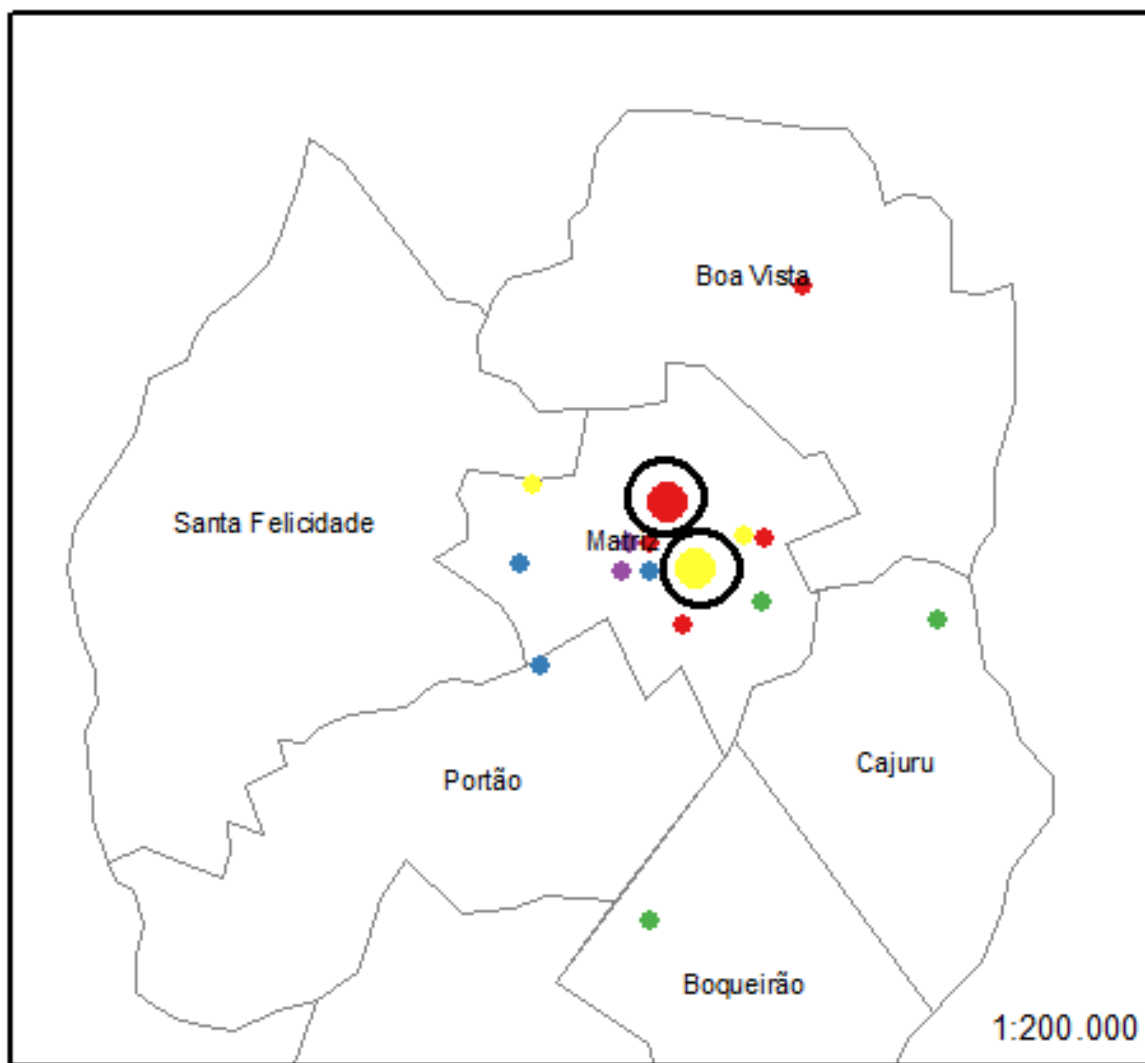 Boa Vista
Santa Felicidade
Matriz
Portão
Cajuru
Boqueirão
1:200.000